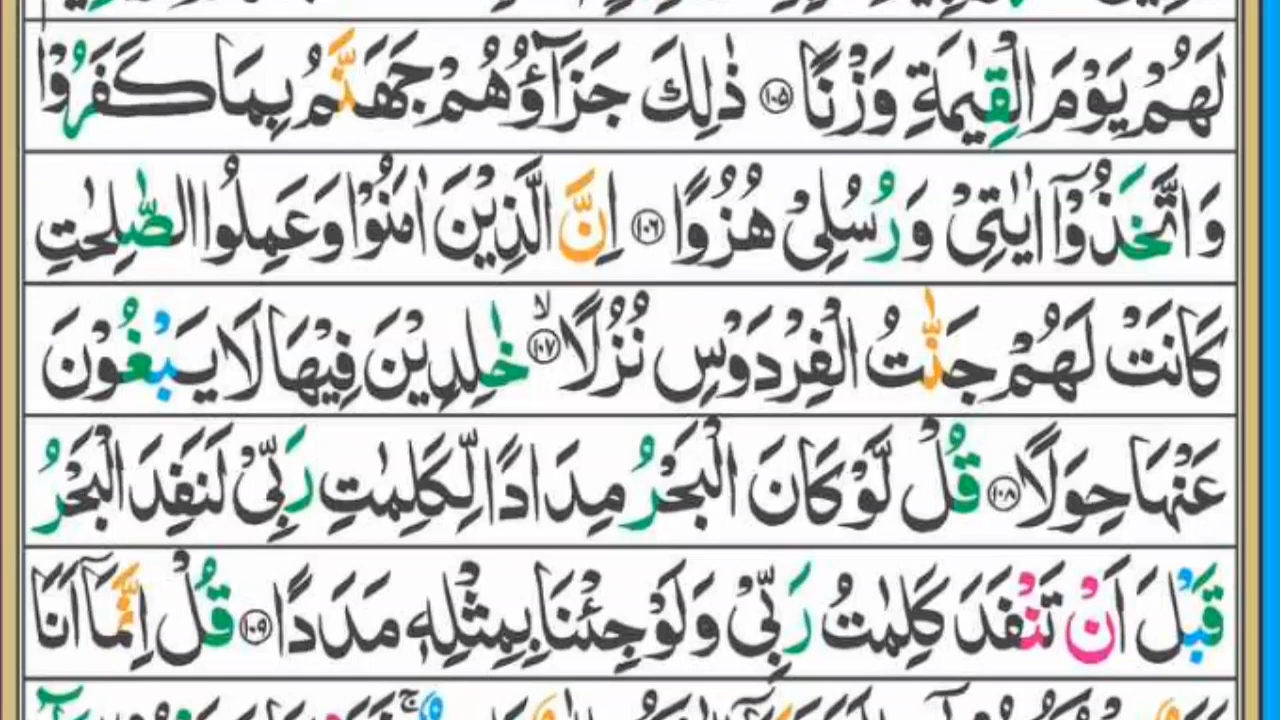 لَهُمْ يَوْمَ الْقِيٰمَةِ وَزْنًا ۝١٠٥ ذٰلِكَ جَزَآؤُهُمْ جَهَنَّمُ بِمَا كَفَرُوْا
وَاتَّخَذُوْۤا اٰيٰتِىْ وَرُسُلِىْ هُزُوًا ۝١٠٦ اِنَّ الَّذِيْنَ اٰمَنُوْا وَعَمِلُوا الصّٰلِحٰتِ
كَانَتْ لَهُمْ جَنّٰتُ الْفِرْدَوْسِ نُزُلًا ۙ‏۝١٠٧ خٰلِدِيْنَ فِيْهَا لَا يَبْغُوْنَ
عَنْهَا حِوَلًا ۝١٠٨ قُلْ لَّوْ كَانَ الْبَحْرُ مِدَادًا لِّكَلِمٰتِ رَبِّىْ لَنَفِدَ الْبَحْرُ
قَبْلَ اَنْ تَنْفَدَ كَلِمٰتُ رَبِّىْ وَلَوْ جِئْنَا بِمِثْلِهٖ مَدَدًا ۝١٠٩ قُلْ اِنَّمَاۤ اَنَا